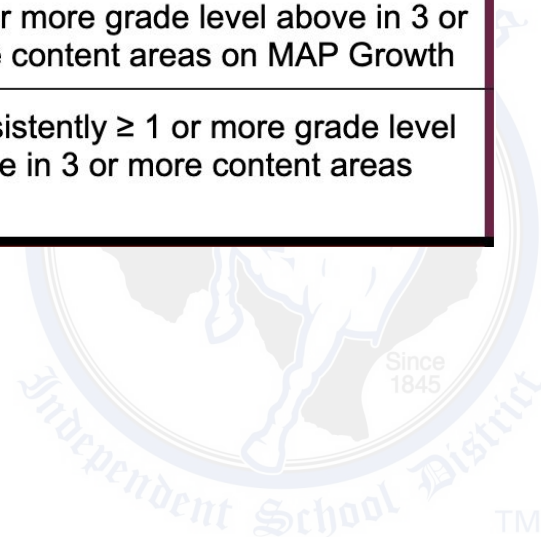 r more grade level above in 3 or
content areas on MAP Growth
sistently ≥ 1 or more grade level
e in 3 or more content areas
Since
1845
Independent School District
TM